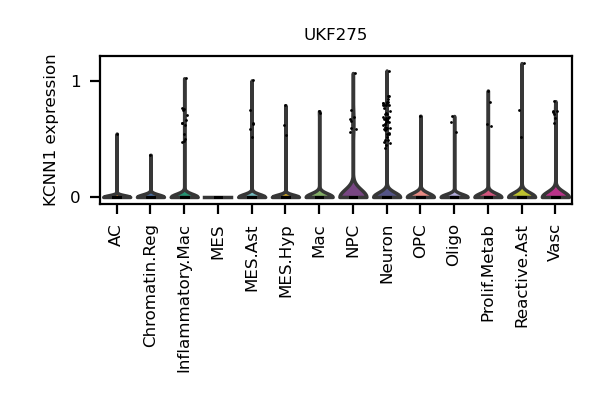 UKF275
KCNN1 expression
1
0
AC
Chromatin.Reg
Inflammatory.Mac
MES
MES.Ast
MES.Hyp
Mac
NPC
Neuron
OPC
Oligo
Prolif.Metab
Reactive.Ast
Vasc